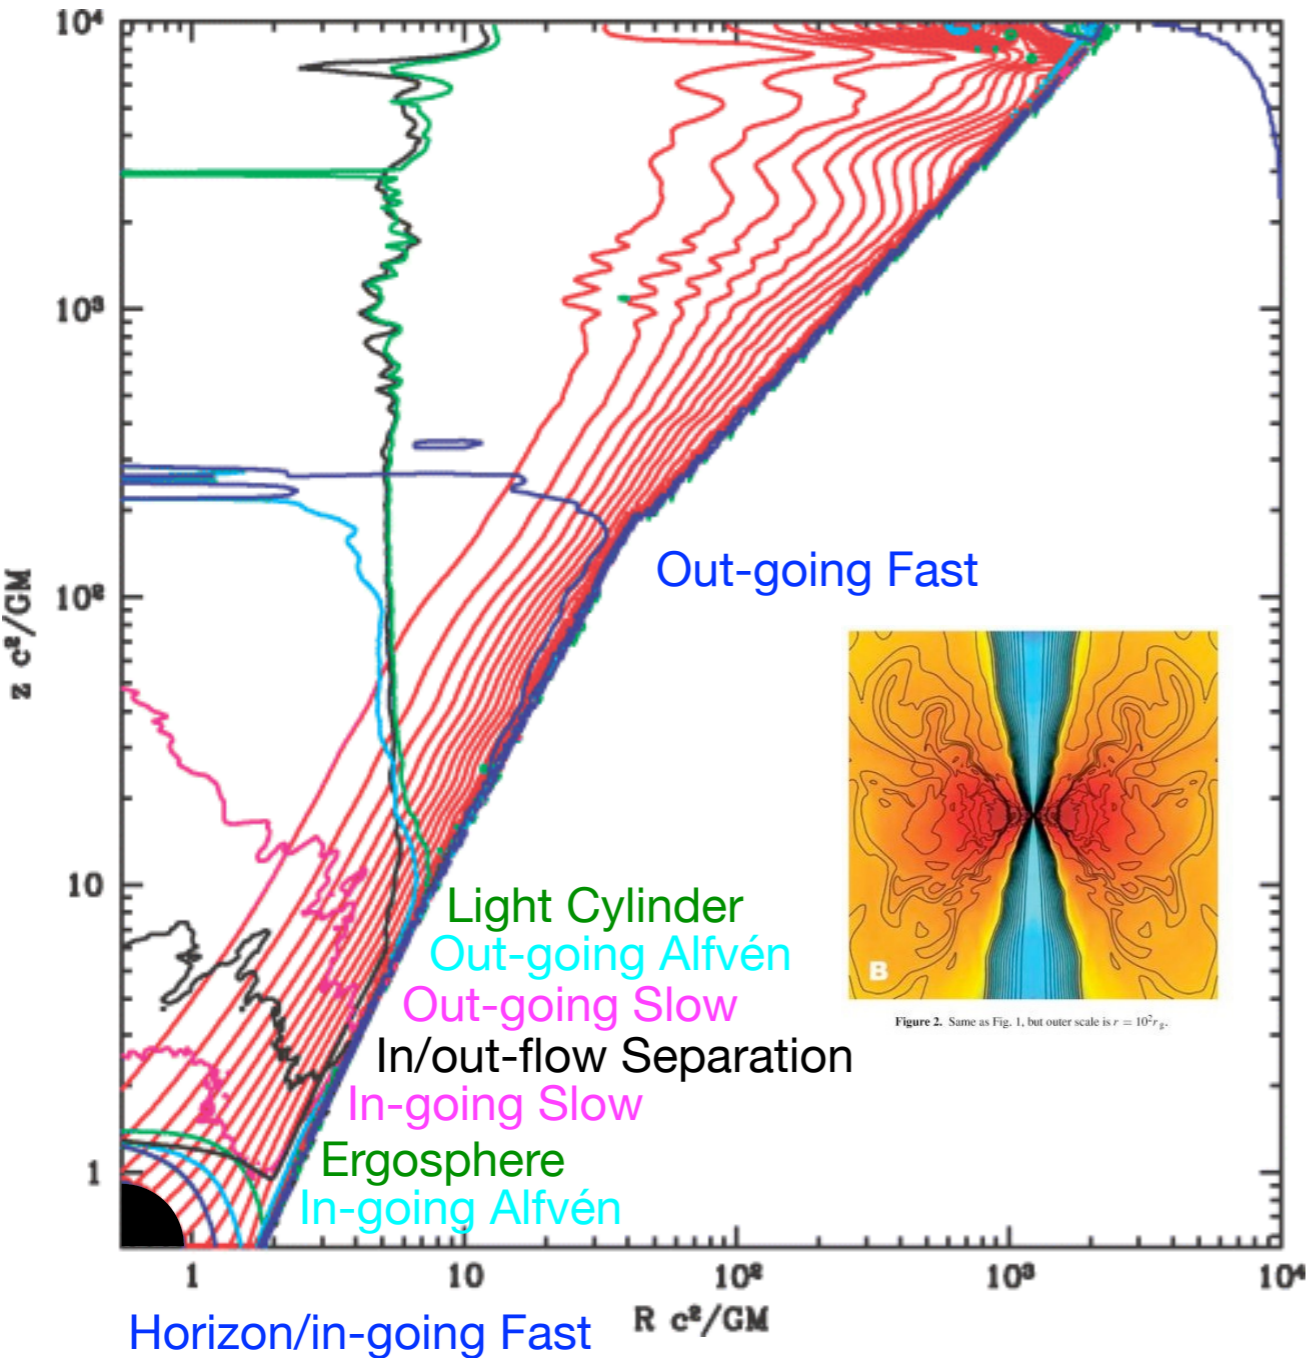 10⁴
10³
10²
10
1
z c²/GM
Out-going Fast
Light Cylinder
Out-going Alfvén
Out-going Slow
In/out-flow Separation
In-going Slow
Ergosphere
In-going Alfvén
B
Figure 2. Same as Fig. 1, but outer scale is r = 10²r_g.
1
10
10²
10³
10⁴
R c²/GM
Horizon/in-going Fast